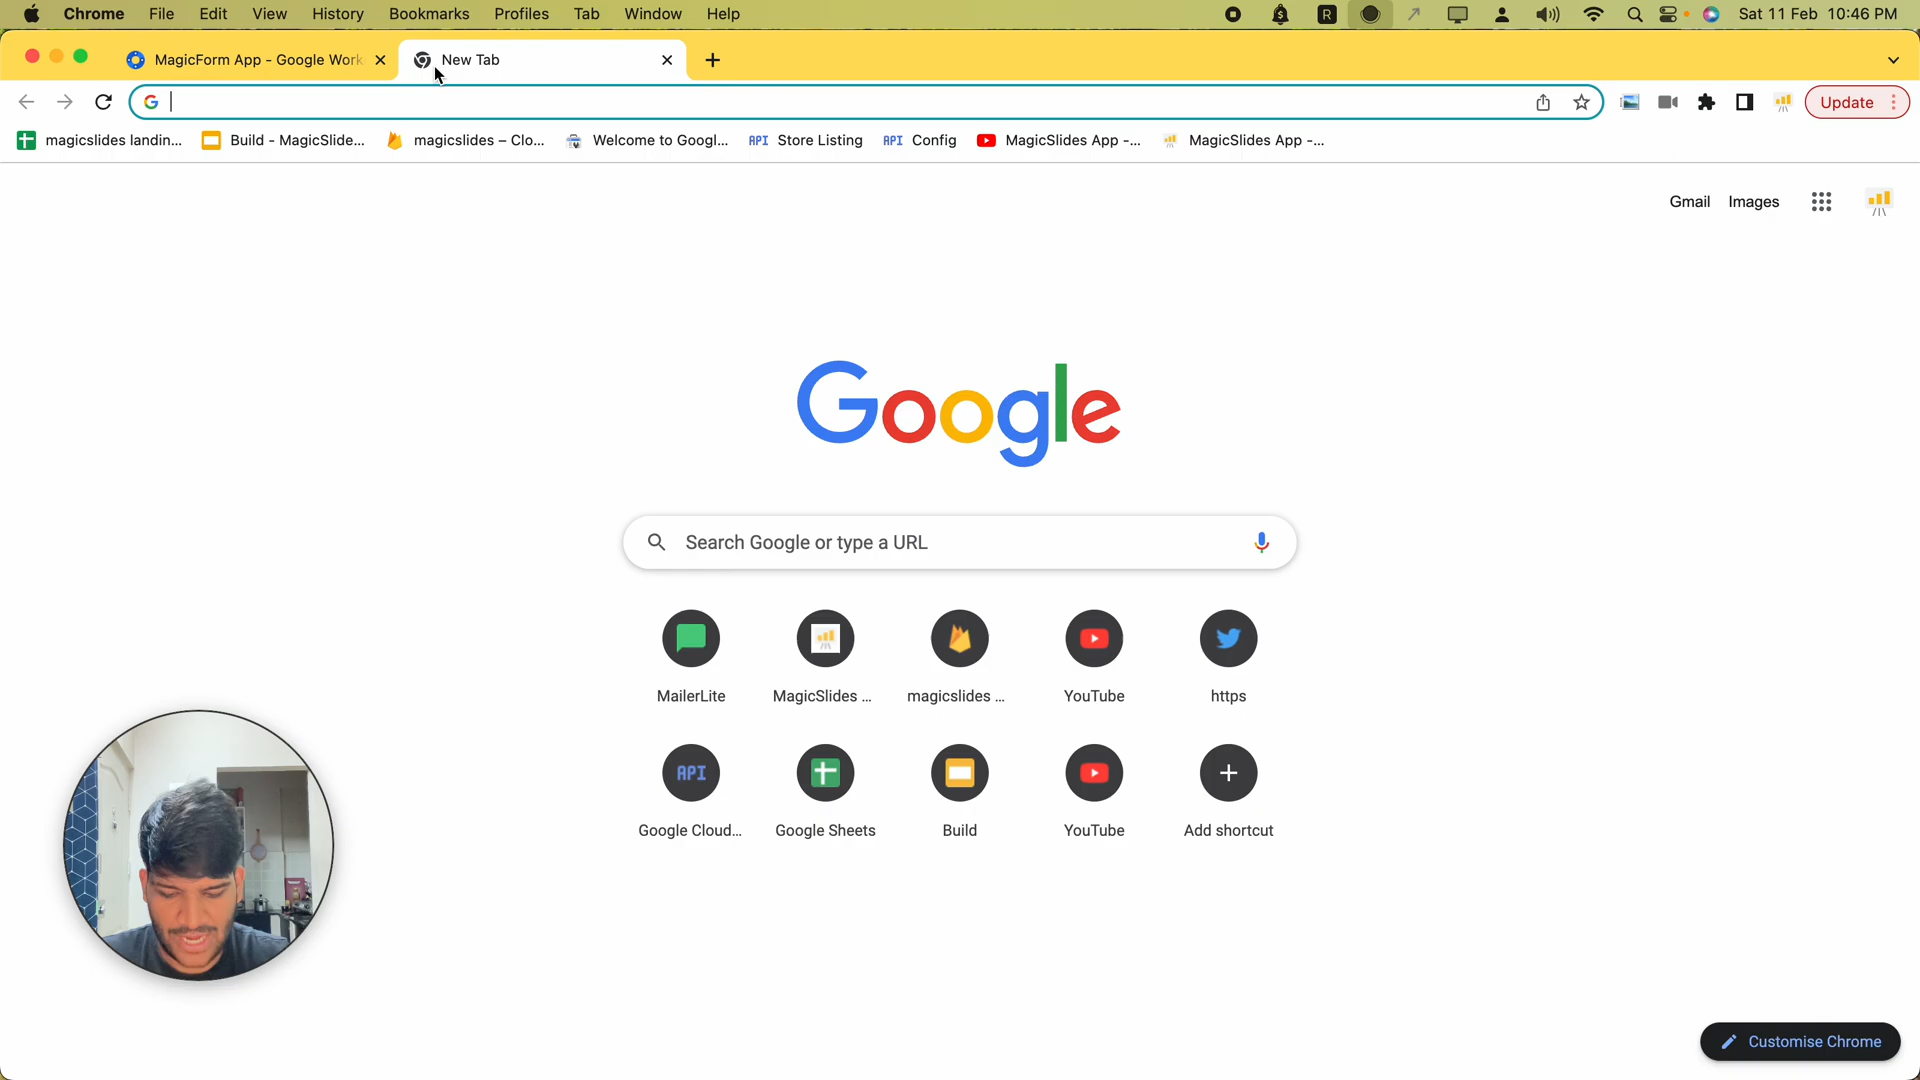 Chrome File Edit View History Bookmarks Profiles Tab Window Help R Sat 11 Feb 10:46 PM
MagicForm App - Google Work New Tab
G Update
magicslides landin... Build - MagicSlide... magicslides – Clo... Welcome to Googl... API Store Listing API Config MagicSlides App -... MagicSlides App -...
Gmail Images
Google
Search Google or type a URL
MailerLite MagicSlides ... magicslides ... YouTube https
API
Google Cloud... Google Sheets Build YouTube Add shortcut
Customise Chrome